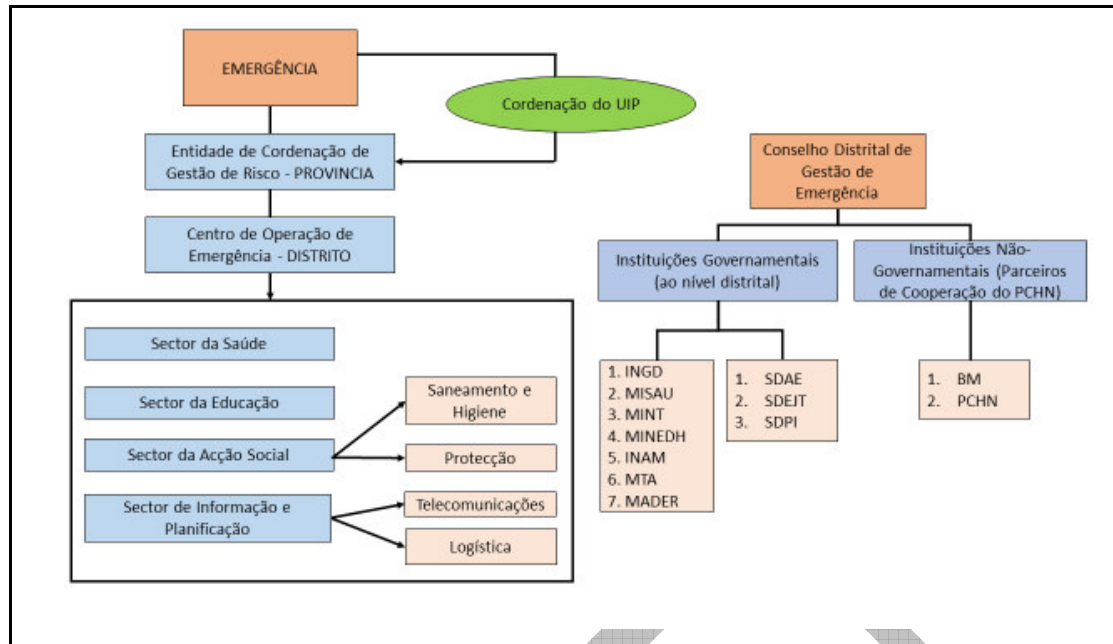 EMERGÊNCIA
Cordenação do UIP
Entidade de Cordenação de
Gestão de Risco - PROVINCIA
Centro de Operação de
Emergência - DISTRITO
Sector da Saúde
Sector da Educação
Sector da Acção Social
Sector de Informação e
Planificação
Saneamento e
Higiene
Protecção
Telecomunicações
Logística
Conselho Distrital de
Gestão de
Emergência
Instituições Governamentais
(ao nível distrital)
Instituições Não-
Governamentais (Parceiros
de Cooperação do PCHN)
1. INGD
2. MISAU
3. MINT
4. MINEDH
5. INAM
6. MTA
7. MADER
1. SDAE
2. SDEJT
3. SDPI
1. BM
2. PCHN